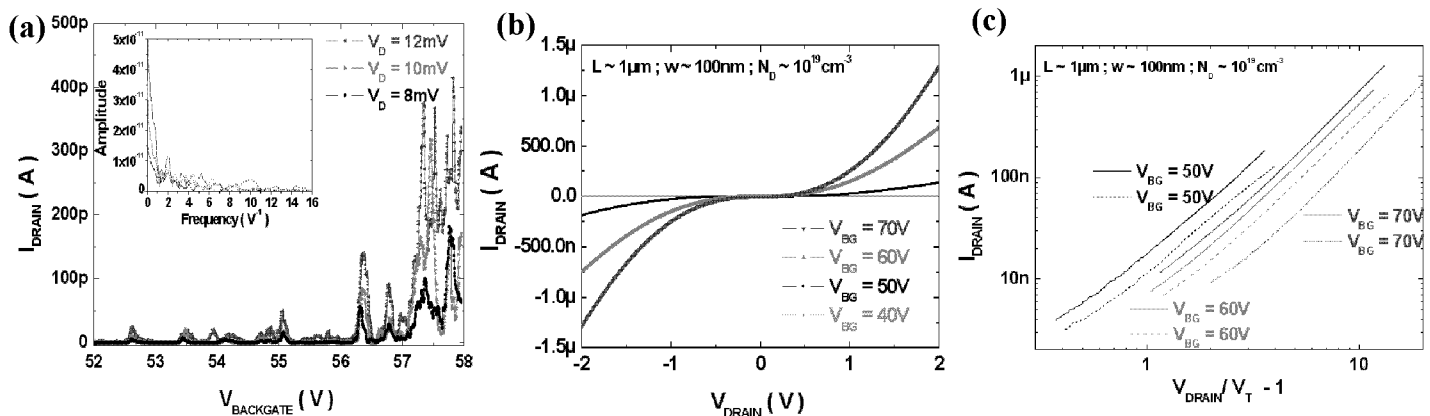 (a)
500p
400p
300p
200p
100p
0
I_DRAIN ( A )
52 53 54 55 56 57 58
V_BACKGATE ( V )
V_D = 12mV
V_D = 10mV
V_D = 8mV
5x10^-11
4x10^-11
3x10^-11
2x10^-11
1x10^-11
0
Amplitude
0 2 4 6 8 10 12 14 16
Frequency ( V^-1 )
(b)
1.5µ
1.0µ
500.0n
0.0
-500.0n
-1.0µ
-1.5µ
I_DRAIN ( A )
L ~ 1µm ; w ~ 100nm ; N_D ~ 10^19 cm^-3
V_BG = 70V
V_BG = 60V
V_BG = 50V
V_BG = 40V
-2 -1 0 1 2
V_DRAIN ( V )
(c)
1µ
100n
10n
I_DRAIN ( A )
L ~ 1µm ; w ~ 100nm ; N_D ~ 10^19 cm^-3
V_BG = 50V
V_BG = 50V
V_BG = 70V
V_BG = 70V
V_BG = 60V
V_BG = 60V
1 10
V_DRAIN / V_T - 1